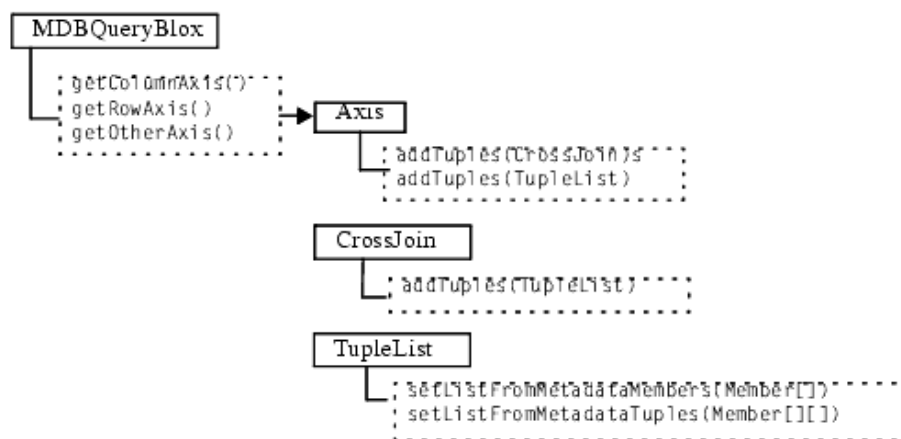 MDBQueryBlox
getColumnAxis()
getRowAxis()
getOtherAxis()
Axis
addTuples(CrossJoin)s
addTuples(TupleList)
CrossJoin
addTuples(TupleList)
TupleList
setListFromMetadataMembers(Member[])
setListFromMetadataTuples(Member[][])